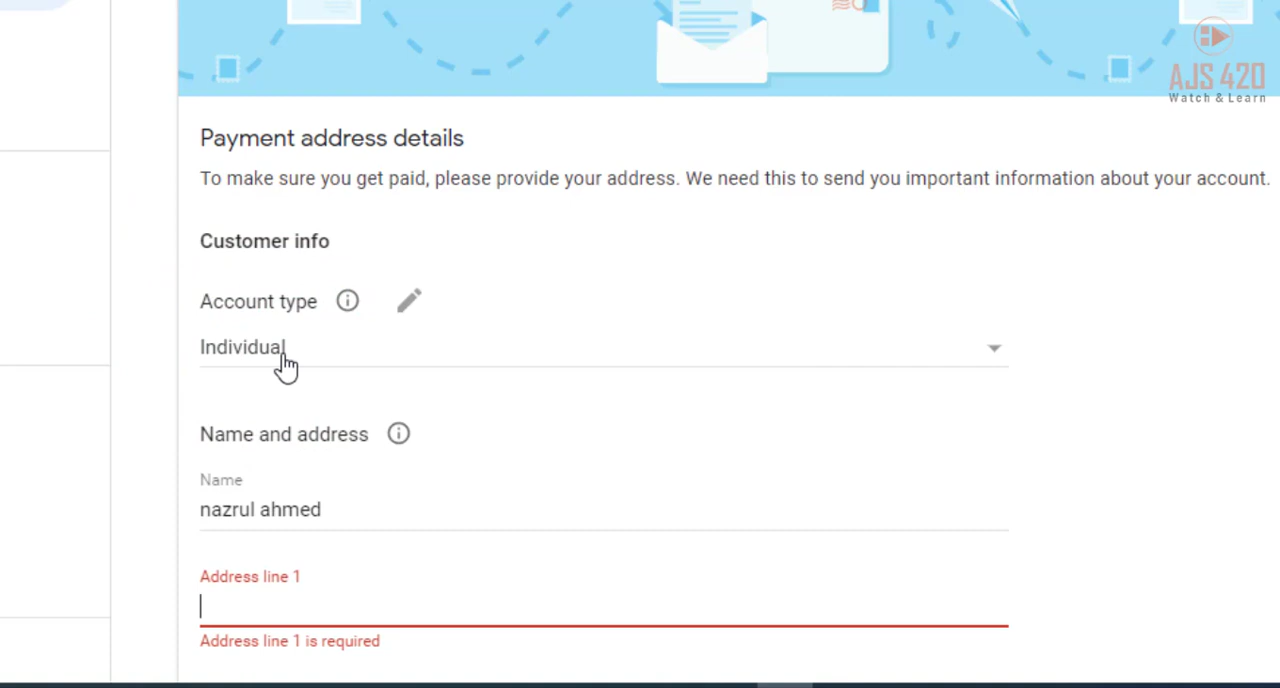 AJS 420
Watch & Learn
Payment address details
To make sure you get paid, please provide your address. We need this to send you important information about your account.
Customer info
Account type
Individual
Name and address
Name
nazrul ahmed
Address line 1
Address line 1 is required